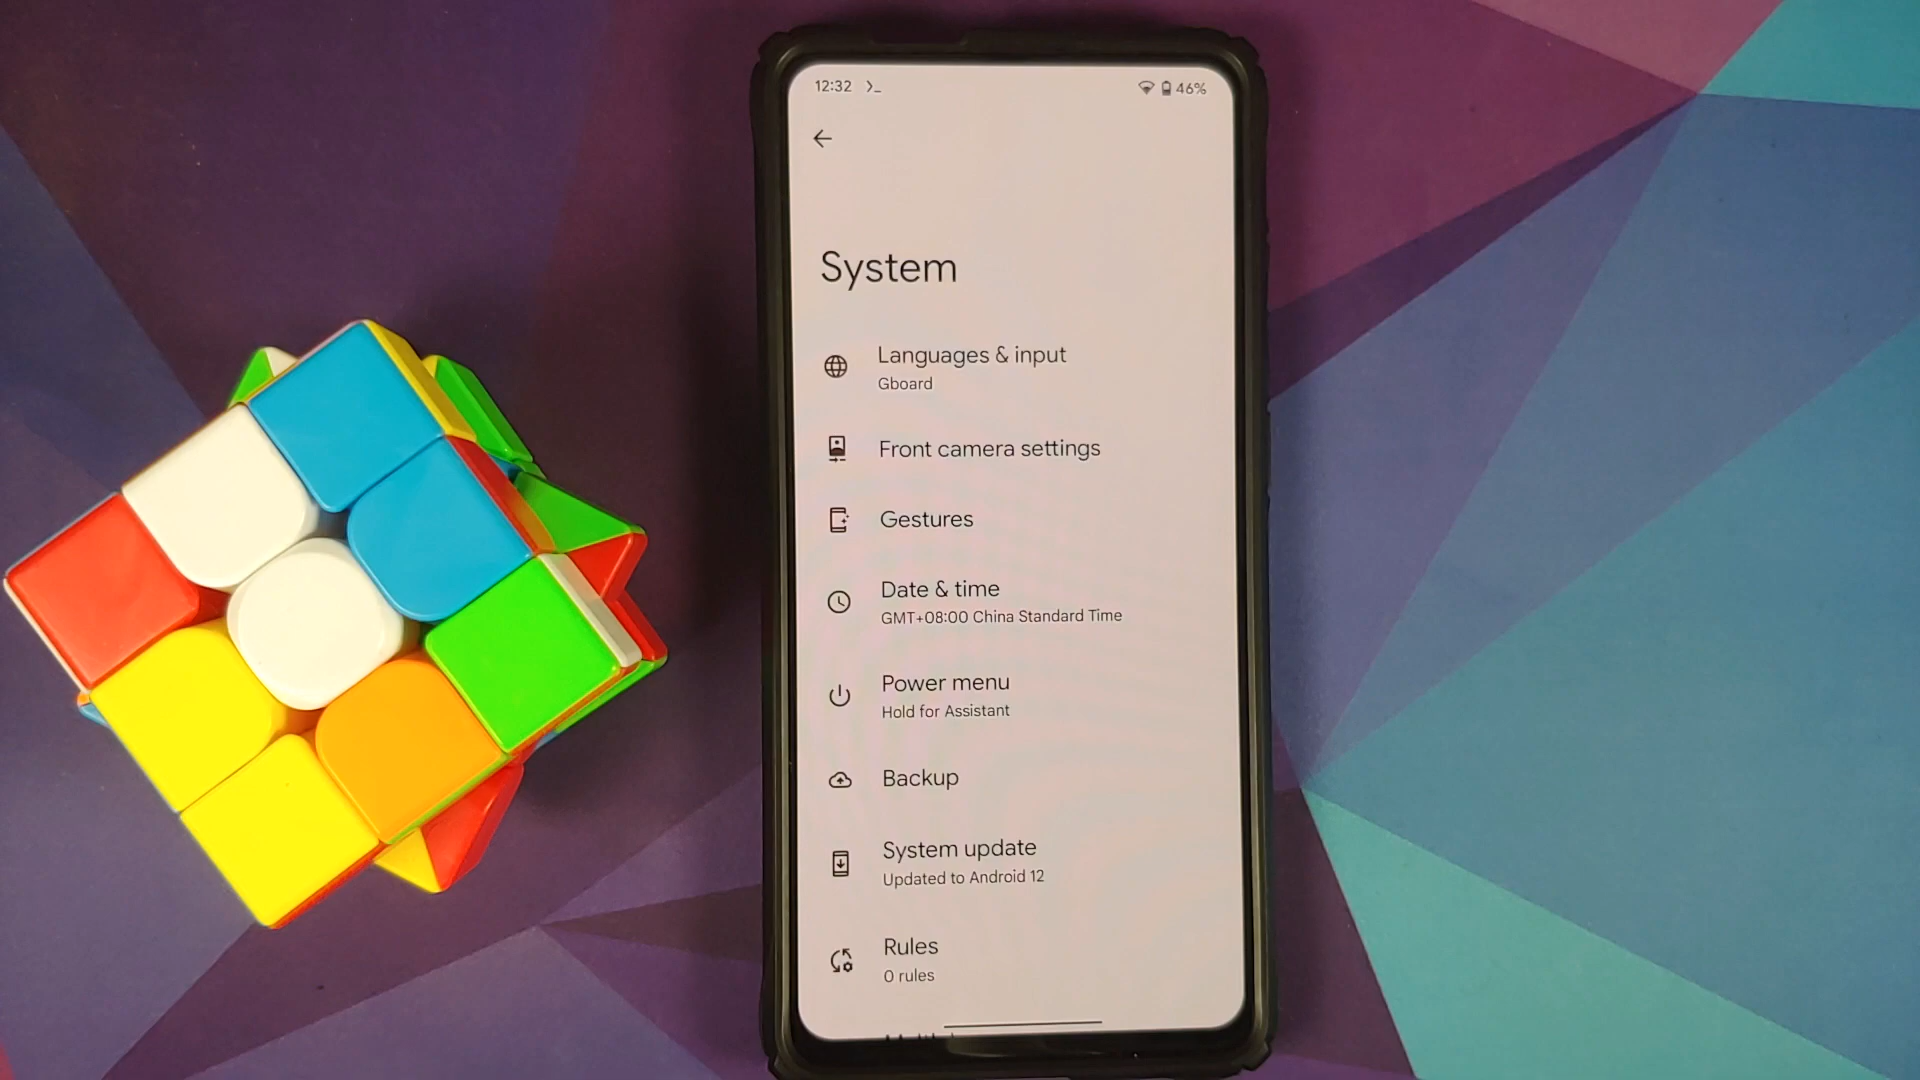 12:32 46%
System
Languages & input
Gboard
Front camera settings
Gestures
Date & time
GMT+08:00 China Standard Time
Power menu
Hold for Assistant
Backup
System update
Updated to Android 12
Rules
0 rules